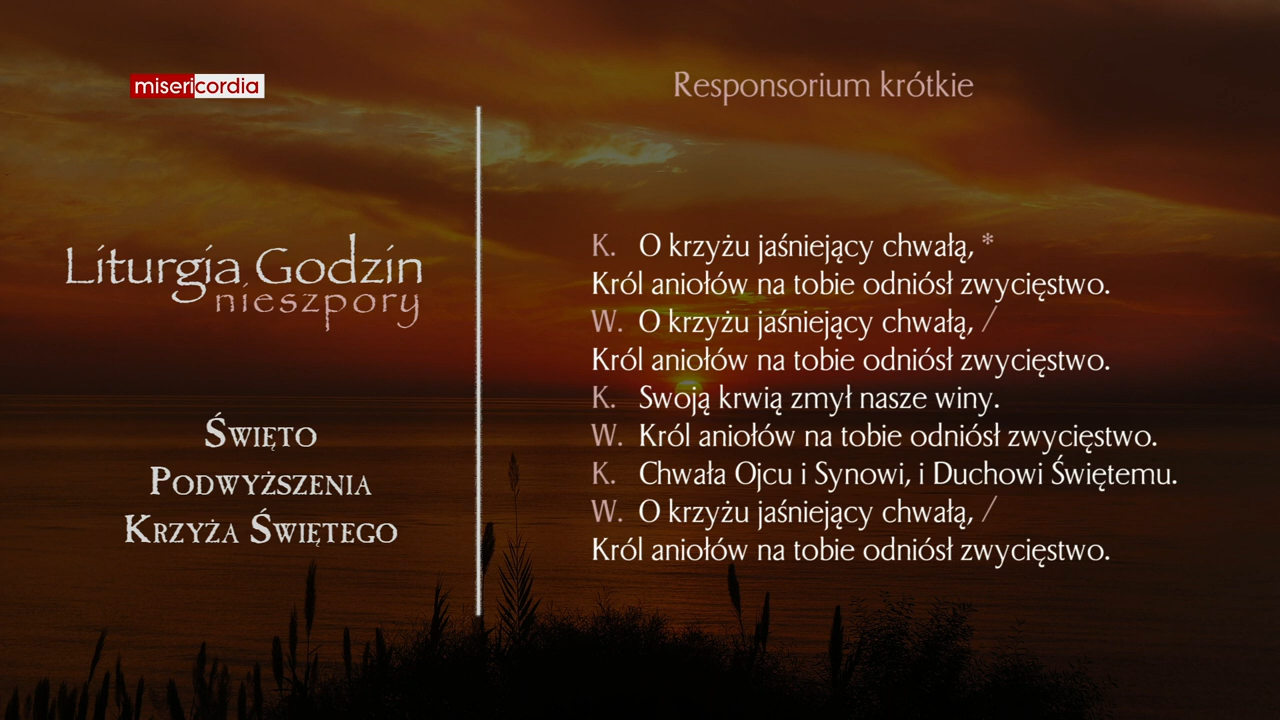 misericordia
Liturgia Godzin
nieszpory
Święto
Podwyższenia
Krzyża Świętego
Responsorium krótkie
K. O krzyżu jaśniejący chwałą, *
Król aniołów na tobie odniósł zwycięstwo.
W. O krzyżu jaśniejący chwałą, /
Król aniołów na tobie odniósł zwycięstwo.
K. Swoją krwią zmył nasze winy.
W. Król aniołów na tobie odniósł zwycięstwo.
K. Chwała Ojcu i Synowi, i Duchowi Świętemu.
W. O krzyżu jaśniejący chwałą, /
Król aniołów na tobie odniósł zwycięstwo.